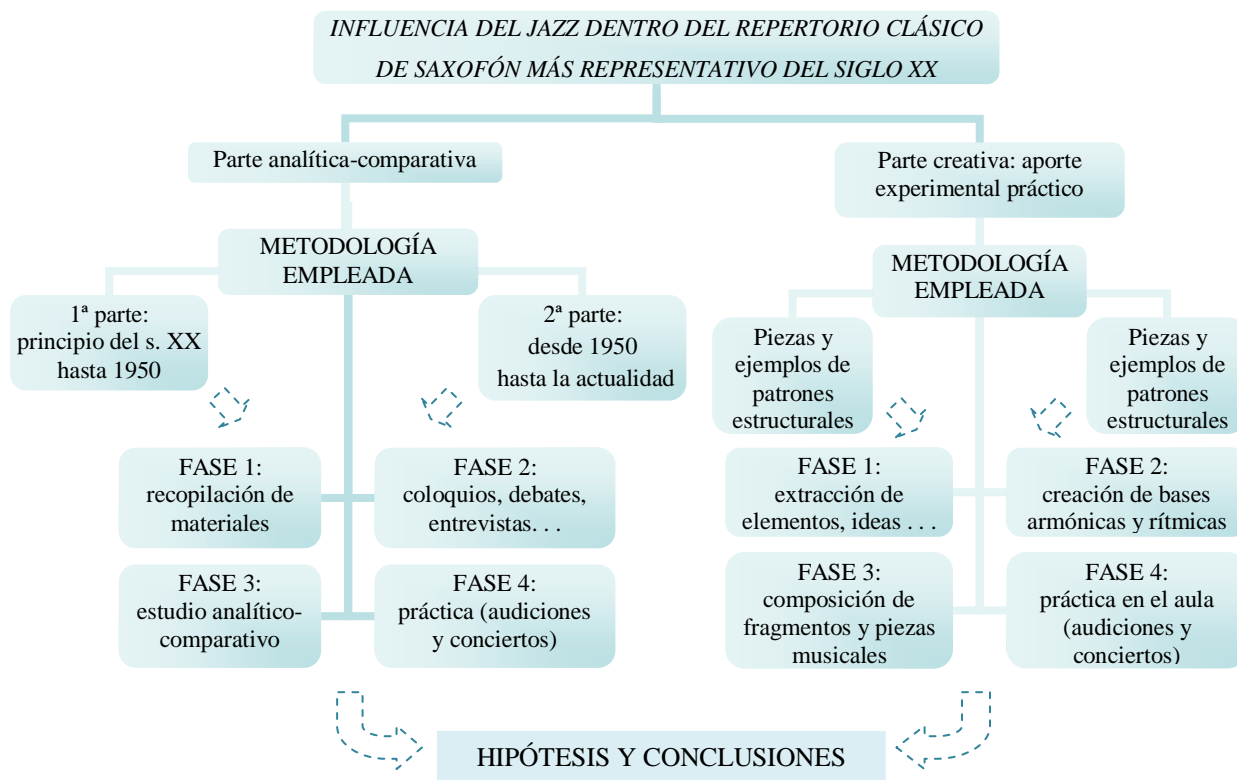 INFLUENCIA DEL JAZZ DENTRO DEL REPERTORIO CLÁSICO
DE SAXOFÓN MÁS REPRESENTATIVO DEL SIGLO XX
Parte analítica-comparativa
METODOLOGÍA
EMPLEADA
1ª parte:
principio del s. XX
hasta 1950
2ª parte:
desde 1950
hasta la actualidad
FASE 1:
recopilación de
materiales
FASE 2:
coloquios, debates,
entrevistas. . .
FASE 3:
estudio analítico-
comparativo
FASE 4:
práctica (audiciones
y conciertos)
Parte creativa: aporte
experimental práctico
METODOLOGÍA
EMPLEADA
Piezas y
ejemplos de
patrones
estructurales
Piezas y
ejemplos de
patrones
estructurales
FASE 1:
extracción de
elementos, ideas . . .
FASE 2:
creación de bases
armónicas y rítmicas
FASE 3:
composición de
fragmentos y piezas
musicales
FASE 4:
práctica en el aula
(audiciones y
conciertos)
HIPÓTESIS Y CONCLUSIONES